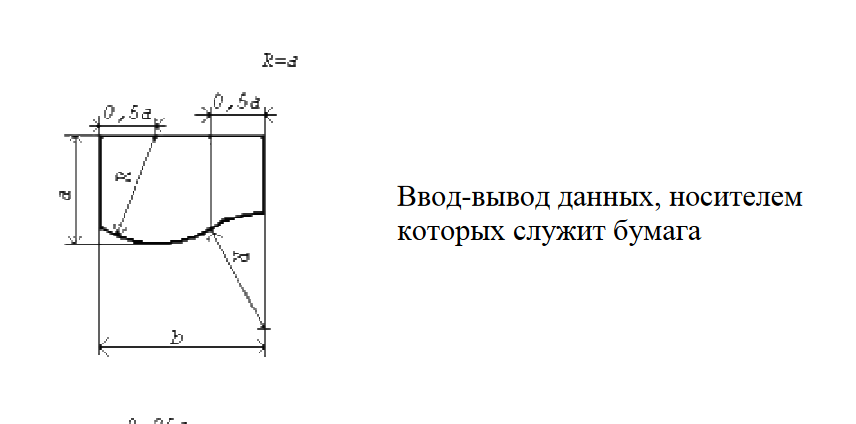 R=a
0,5a
0,5a
a
R
R
b
Ввод-вывод данных, носителем
которых служит бумага